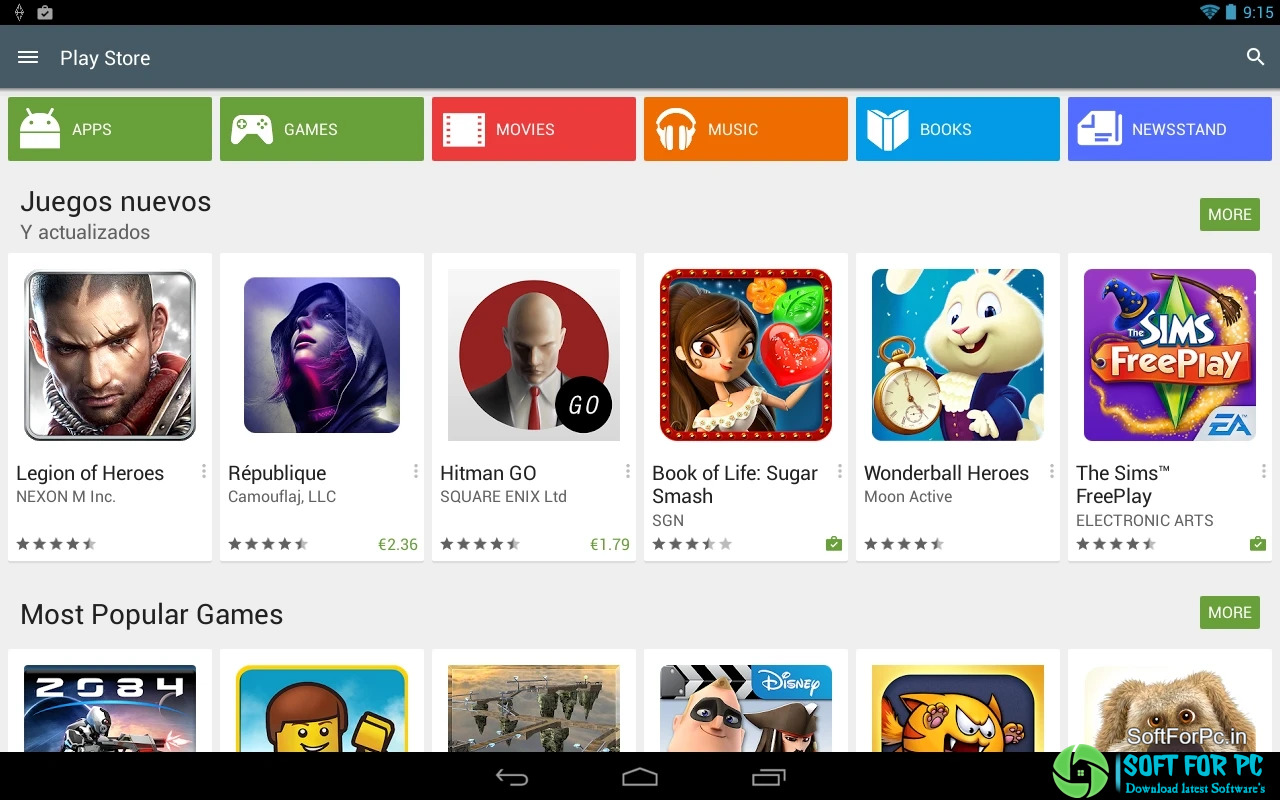 9:15
Play Store
APPS
GAMES
MOVIES
MUSIC
BOOKS
NEWSSTAND
Juegos nuevos
Y actualizados
MORE
GO
The
SIMS
FreePlay
EA
Legion of Heroes
NEXON M Inc.
République
Camouflaj, LLC
€2.36
Hitman GO
SQUARE ENIX Ltd
€1.79
Book of Life: Sugar
Smash
SGN
Wonderball Heroes
Moon Active
The Sims™
FreePlay
ELECTRONIC ARTS
Most Popular Games
MORE
2084
Disney
SoftForPc.in
SOFT FOR PC
Download latest Software's